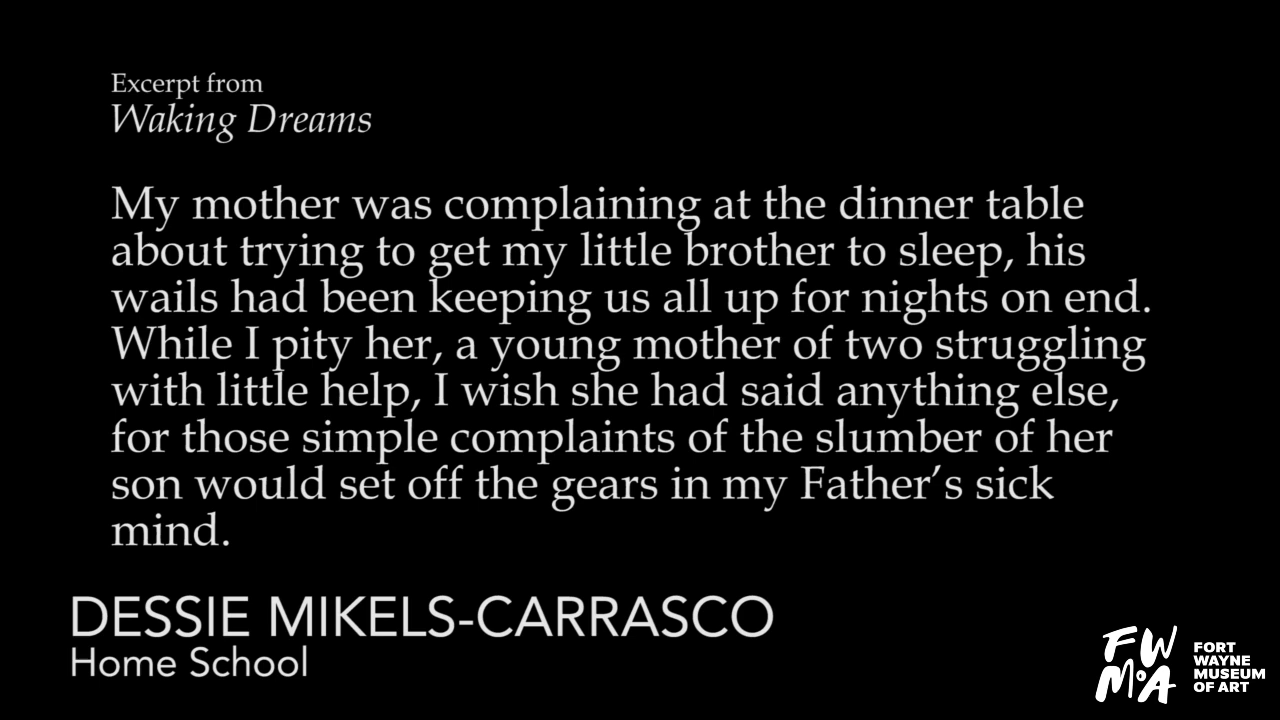 Excerpt from
Waking Dreams
My mother was complaining at the dinner table
about trying to get my little brother to sleep, his
wails had been keeping us all up for nights on end.
While I pity her, a young mother of two struggling
with little help, I wish she had said anything else,
for those simple complaints of the slumber of her
son would set off the gears in my Father’s sick
mind.
DESSIE MIKELS-CARRASCO
Home School
FW
MoA
FORT
WAYNE
MUSEUM
OF ART